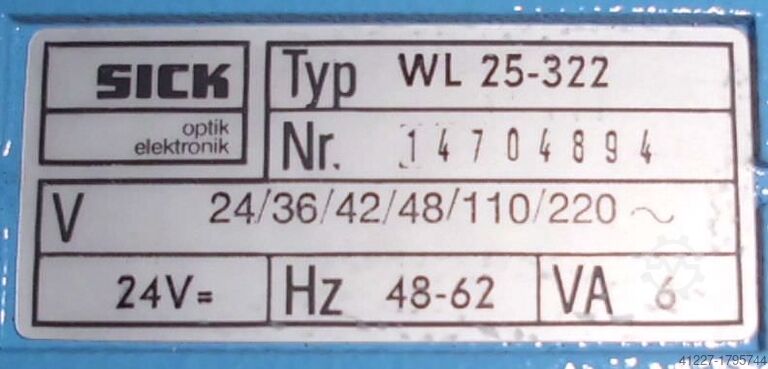 SICK
optik
elektronik
Typ WL 25-322
Nr. 14704894
V 24/36/42/48/110/220 ~
24V= Hz 48-62 VA 6
41227-1795744